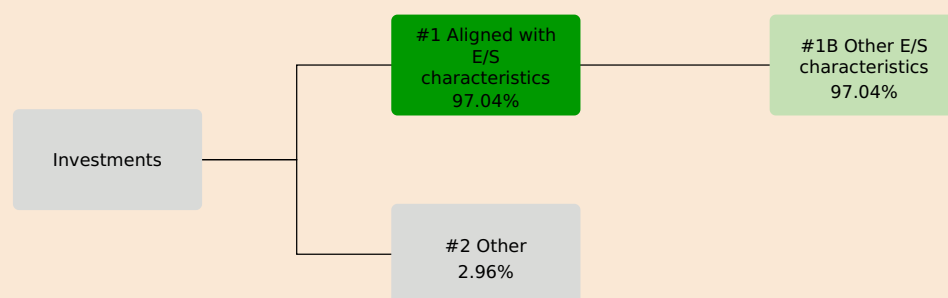 #1 Aligned with
E/S
characteristics
97.04%
#1B Other E/S
characteristics
97.04%
Investments
#2 Other
2.96%